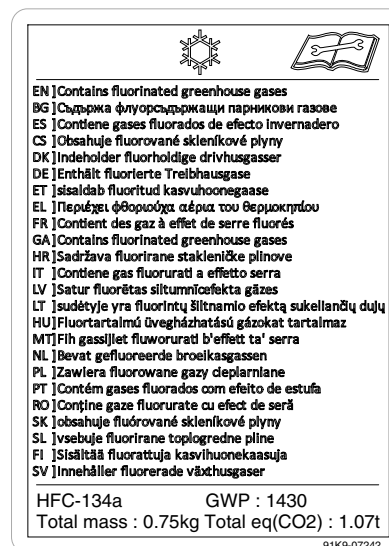 EN ]Contains fluorinated greenhouse gases
BG ]Съдържа флуорсъдържащи парникови газове
ES ]Contiene gases fluorados de efecto invernadero
CS ]Obsahuje fluorované skleníkové plyny
DK ]Indeholder fluorholdige drivhusgasser
DE ]Enthält fluorierte Treibhausgase
ET ]sisaldab fluoritud kasvuhoonegaase
EL ]Περιέχει φθοριούχα αέρια του θερμοκηπίου
FR ]Contient des gaz à effet de serre fluorés
GA]Contains fluorinated greenhouse gases
HR]Sadržava fluorirane stakleničke plinove
IT ]Contiene gas fluorurati a effetto serra
LV ]Satur fluorētas siltumnīcefekta gāzes
LT ]sudėtyje yra fluorintų šiltnamio efektą sukeliančių dujų
HU]Fluortartalmú üvegházhatású gázokat tartalmaz
MT]Fih gassijiet fluworurati b'effett ta' serra
NL ]Bevat gefluoreerde broeikasgassen
PL ]Zawiera fluorowane gazy cieplarniane
PT ]Contém gases fluorados com efeito de estufa
RO ]Conține gaze fluorurate cu efect de seră
SK ]obsahuje fluórované skleníkové plyny
SL ]vsebuje fluorirane toplogredne pline
FI ]Sisältää fluorattuja kasvihuonekaasuja
SV ]Innehåller fluorerade växthusgaser
HFC-134a GWP : 1430
Total mass : 0.75kg Total eq(CO2) : 1.07t
91K9-07242